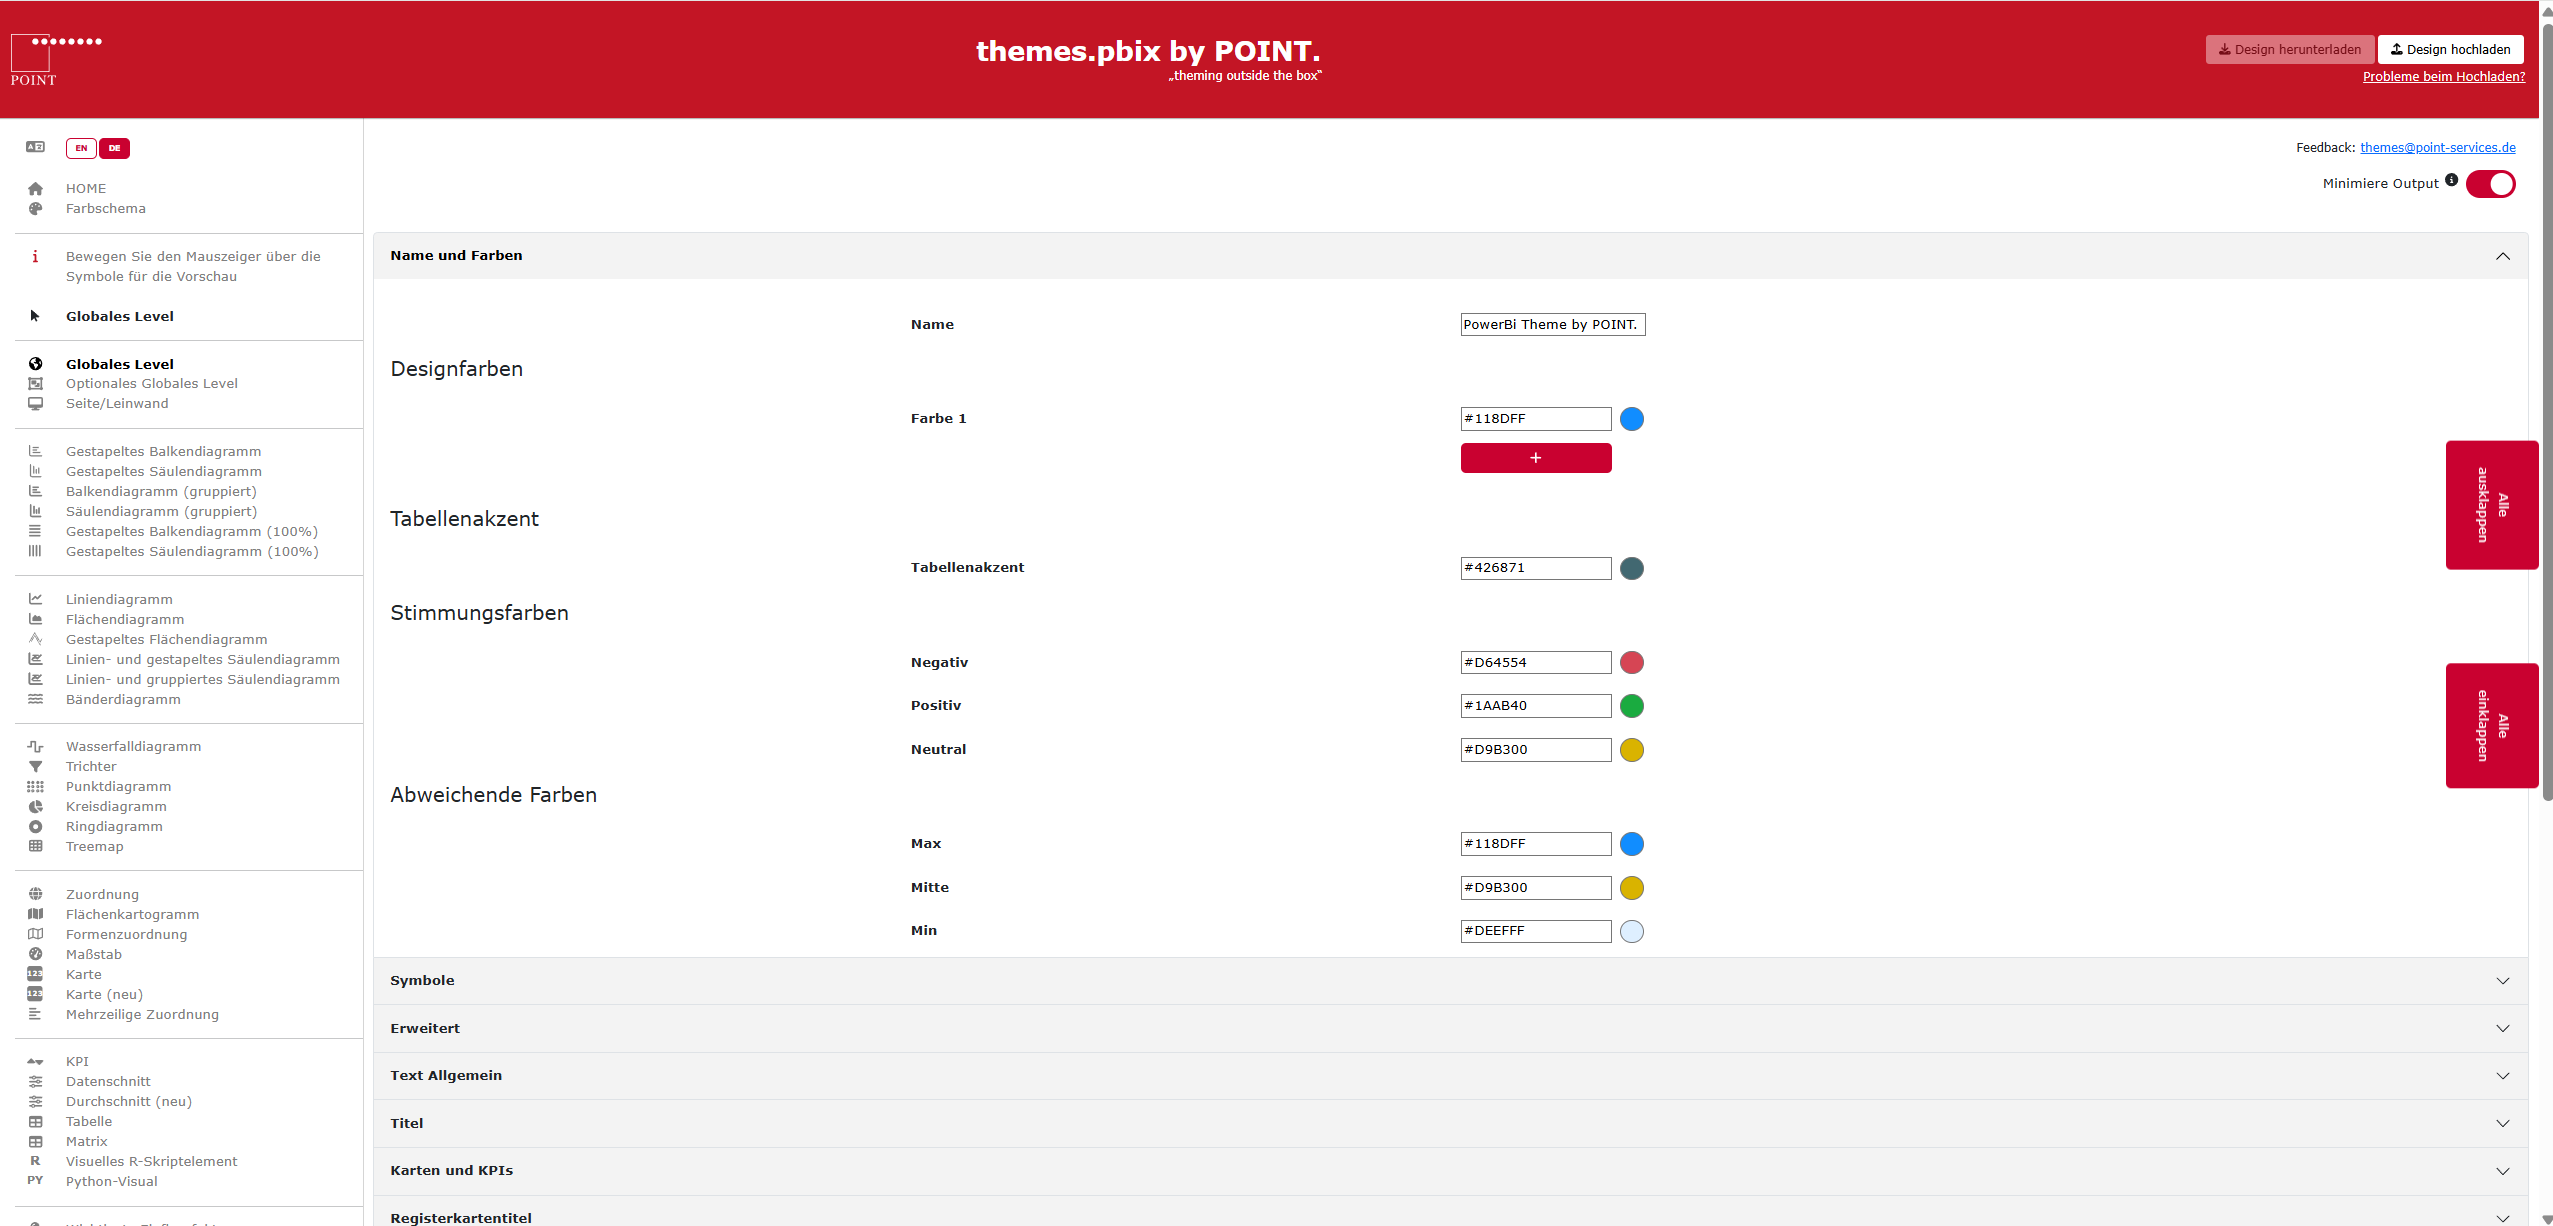 POINT
themes.pbix by POINT.
„theming outside the box“
Design herunterladen
Design hochladen
Probleme beim Hochladen?
EN
DE
HOME
Farbschema
Bewegen Sie den Mauszeiger über die
Symbole für die Vorschau
Globales Level
Globales Level
Optionales Globales Level
Seite/Leinwand
Gestapeltes Balkendiagramm
Gestapeltes Säulendiagramm
Balkendiagramm (gruppiert)
Säulendiagramm (gruppiert)
Gestapeltes Balkendiagramm (100%)
Gestapeltes Säulendiagramm (100%)
Liniendiagramm
Flächendiagramm
Gestapeltes Flächendiagramm
Linien- und gestapeltes Säulendiagramm
Linien- und gruppiertes Säulendiagramm
Bänderdiagramm
Wasserfalldiagramm
Trichter
Punktdiagramm
Kreisdiagramm
Ringdiagramm
Treemap
Zuordnung
Flächenkartogramm
Formenzuordnung
Maßstab
123 Karte
123 Karte (neu)
Mehrzeilige Zuordnung
KPI
Datenschnitt
Durchschnitt (neu)
Tabelle
Matrix
R Visuelles R-Skriptelement
PY Python-Visual
Feedback: themes@point-services.de
Minimiere Output
Name und Farben
Name
PowerBi Theme by POINT.
Designfarben
Farbe 1
#118DFF
+
Tabellenakzent
Tabellenakzent
#426871
Stimmungsfarben
Negativ
#D64554
Positiv
#1AAB40
Neutral
#D9B300
Abweichende Farben
Max
#118DFF
Mitte
#D9B300
Min
#DEEFFF
Symbole
Erweitert
Text Allgemein
Titel
Karten und KPIs
Registerkartentitel
Alle
ausklappen
Alle
einklappen